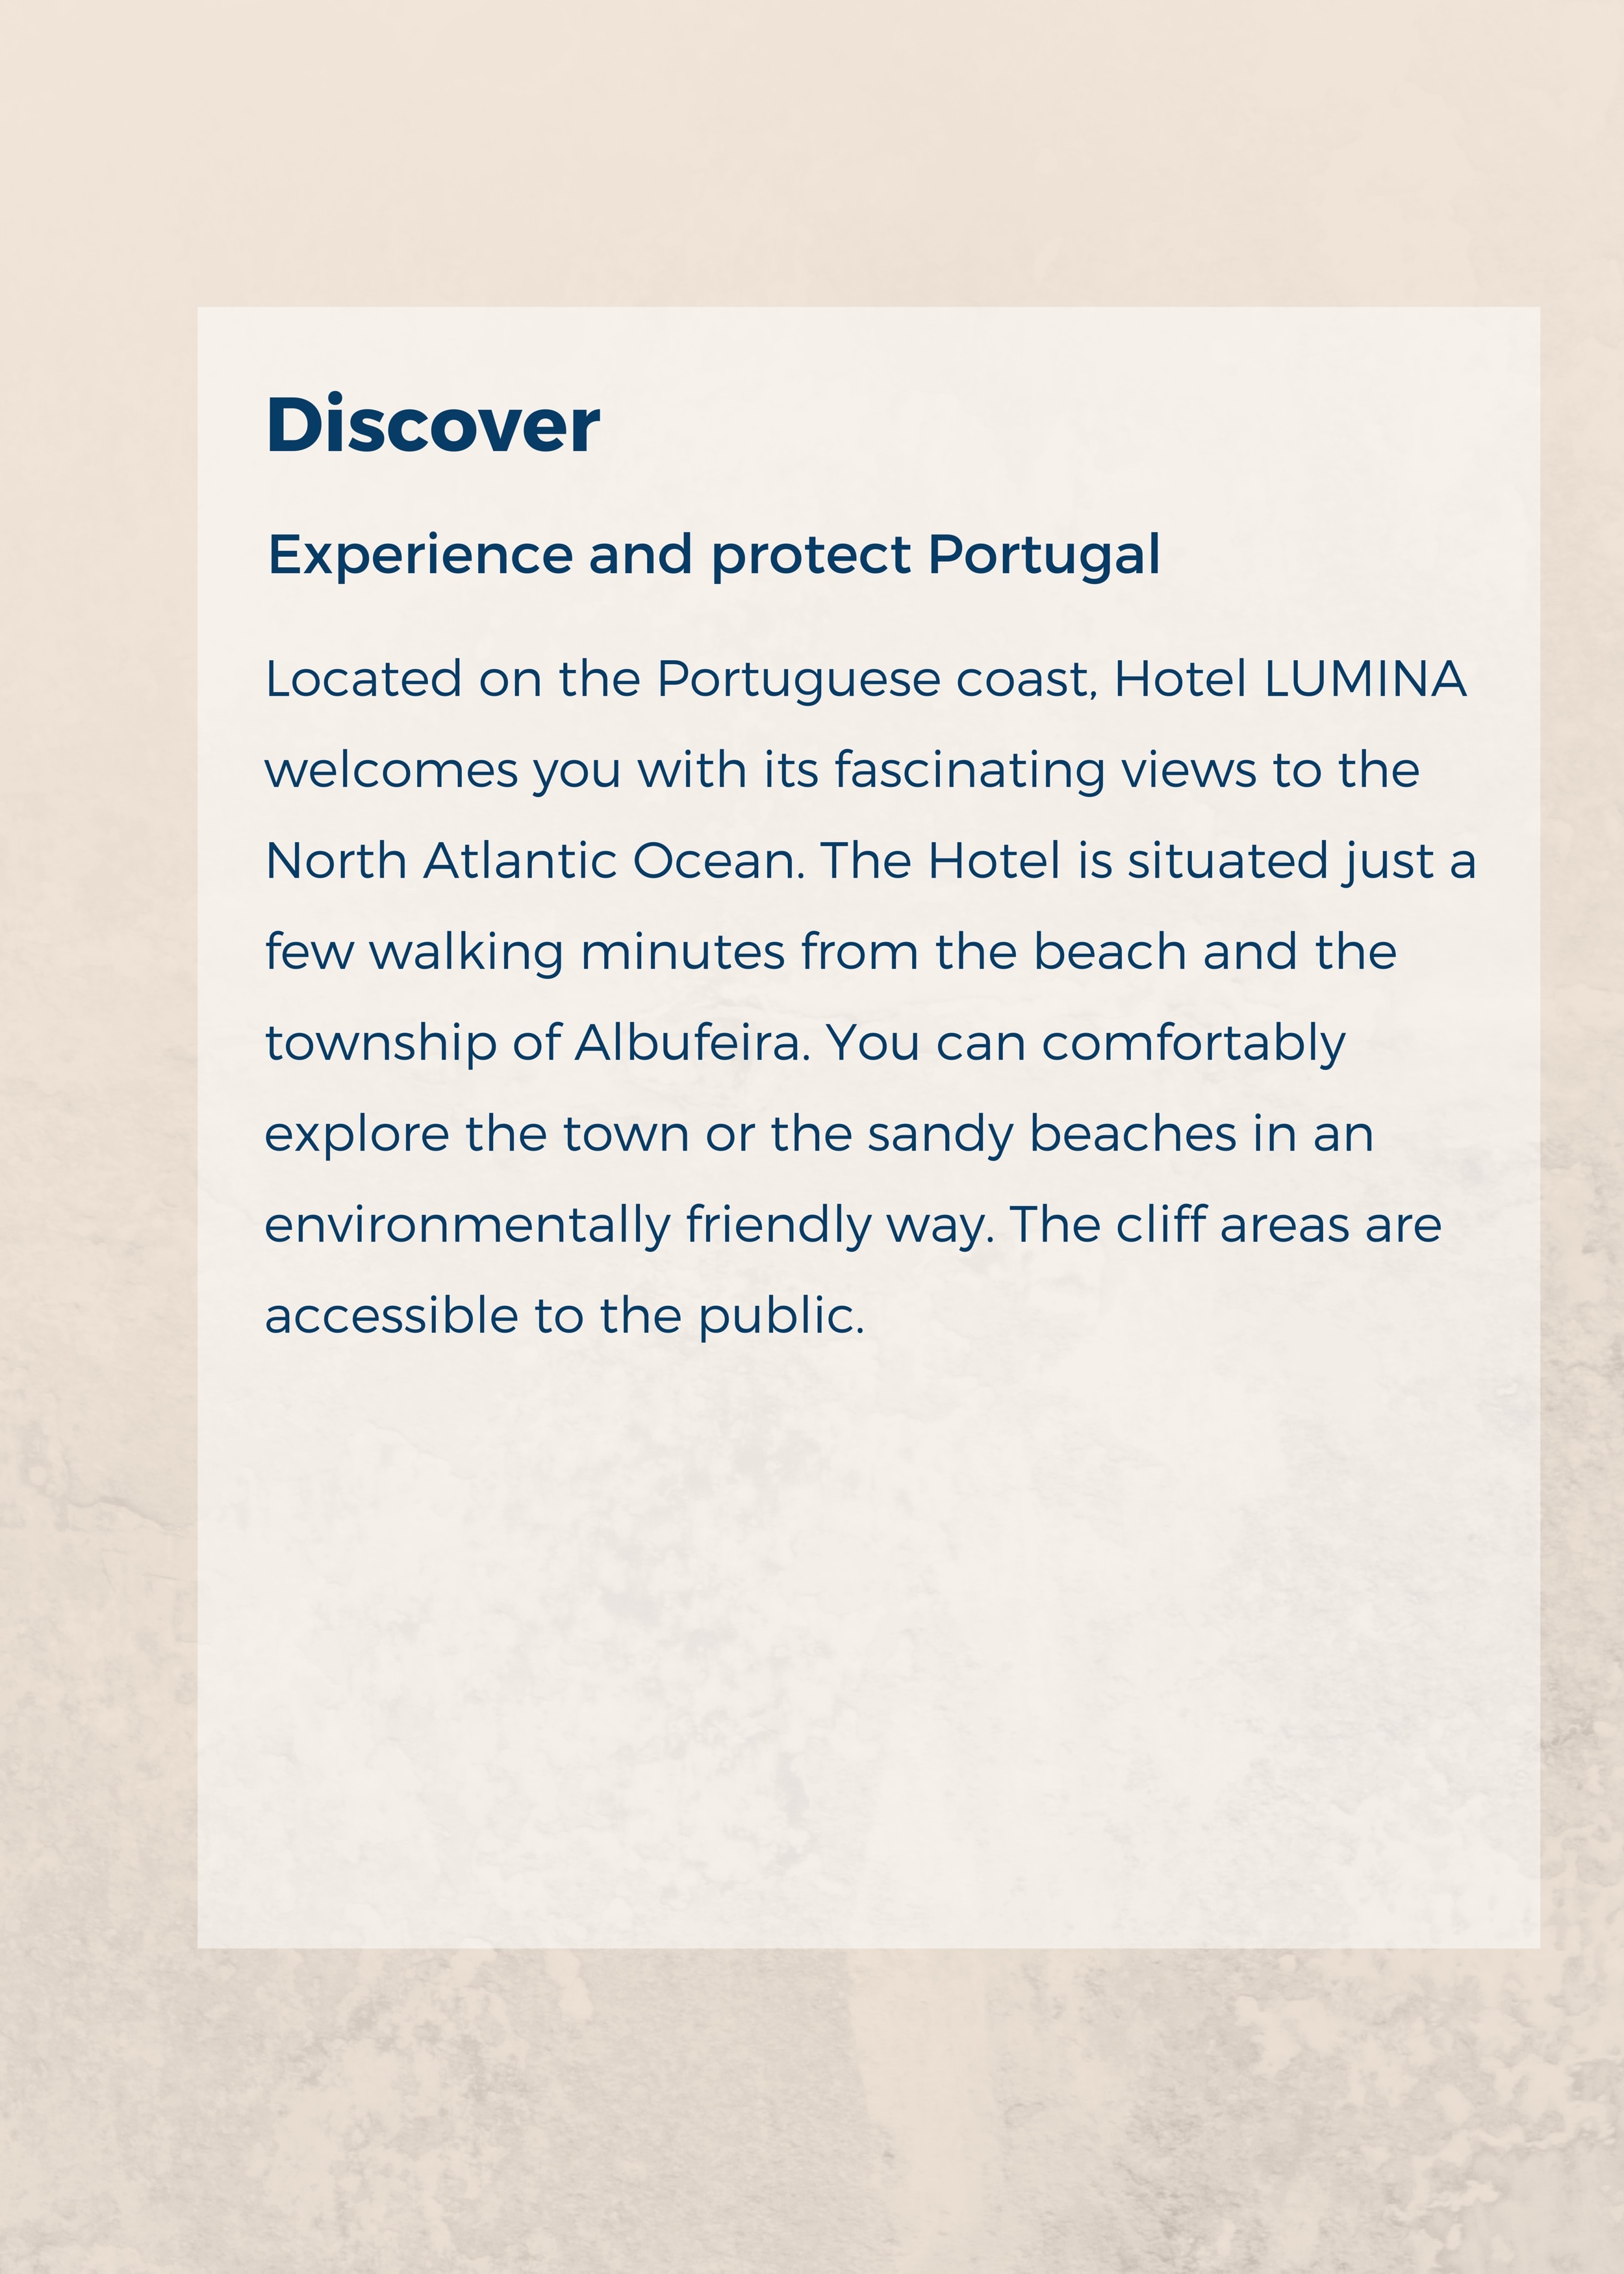 Discover
Experience and protect Portugal
Located on the Portuguese coast, Hotel LUMINA
welcomes you with its fascinating views to the
North Atlantic Ocean. The Hotel is situated just a
few walking minutes from the beach and the
township of Albufeira. You can comfortably
explore the town or the sandy beaches in an
environmentally friendly way. The cliff areas are
accessible to the public.